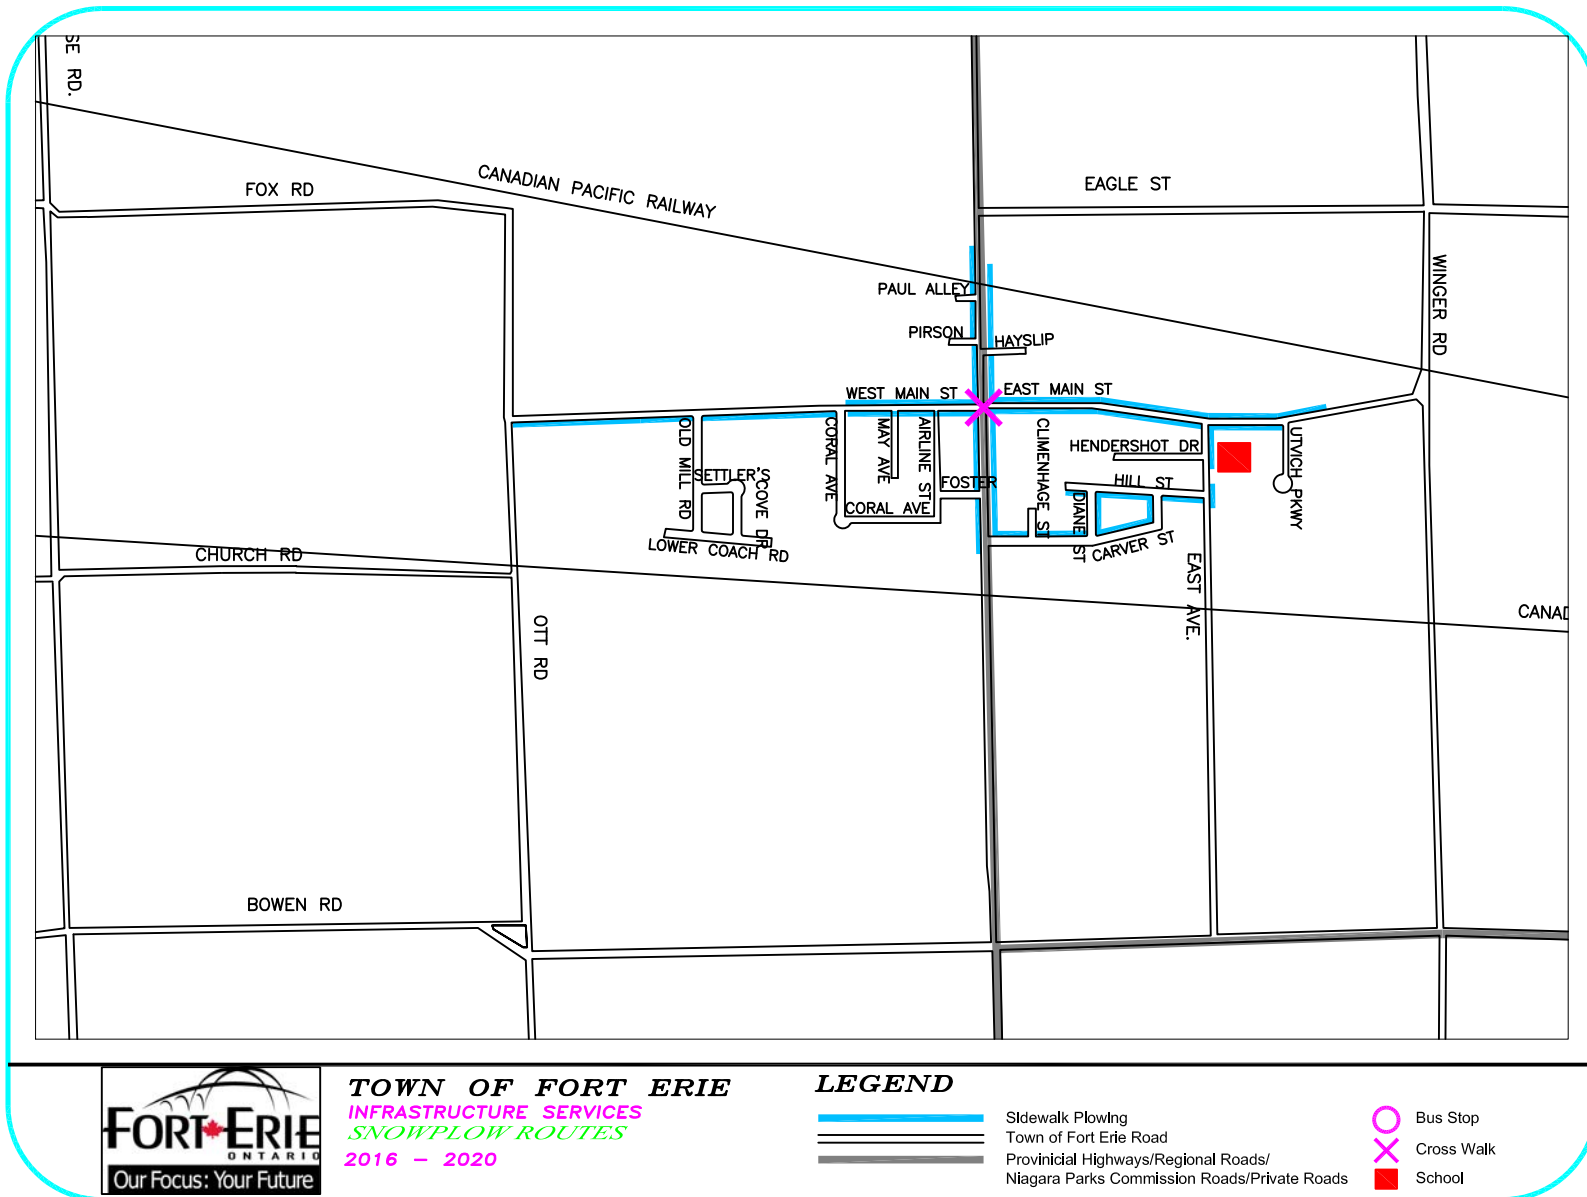 SE RD.
FOX RD
CANADIAN PACIFIC RAILWAY
EAGLE ST
WINGER RD
PAUL ALLEY
PIRSON
HAYSLIP
WEST MAIN ST
EAST MAIN ST
OLD MILL RD
SETTLER'S
COVE DR
LOWER COACH RD
CORAL AVE
MAY AVE
AIRLINE ST
FOSTER
CORAL AVE
CLIMENHAGE ST
HENDERSHOT DR
HILL ST
DIANE ST
CARVER ST
UTVICH PKWY
EAST AVE.
CHURCH RD
OTT RD
CANAD
BOWEN RD
FORT ERIE
ONTARIO
Our Focus: Your Future
TOWN OF FORT ERIE
INFRASTRUCTURE SERVICES
SNOWPLOW ROUTES
2016 - 2020
LEGEND
Sidewalk Plowing
Town of Fort Erie Road
Provinicial Highways/Regional Roads/
Niagara Parks Commission Roads/Private Roads
Bus Stop
Cross Walk
School